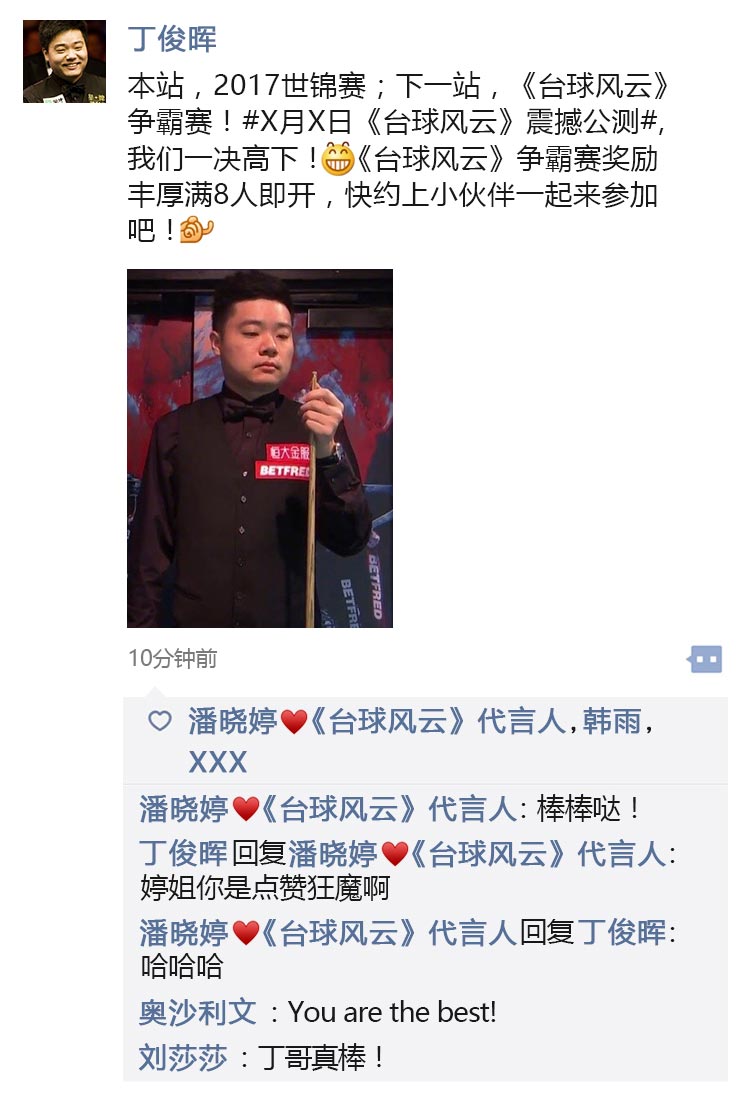 丁俊晖
本站，2017世锦赛；下一站，《台球风云》
争霸赛！#X月X日《台球风云》震撼公测#,
我们一决高下！😁《台球风云》争霸赛奖励
丰厚满8人即开，快约上小伙伴一起来参加
吧！
恒大金服
BETFRED
BETFRED
BETFRE
10分钟前
潘晓婷❤《台球风云》代言人, 韩雨,
XXX
潘晓婷❤《台球风云》代言人: 棒棒哒！
丁俊晖回复潘晓婷❤《台球风云》代言人:
婷姐你是点赞狂魔啊
潘晓婷❤《台球风云》代言人回复丁俊晖:
哈哈哈
奥沙利文：You are the best!
刘莎莎：丁哥真棒！